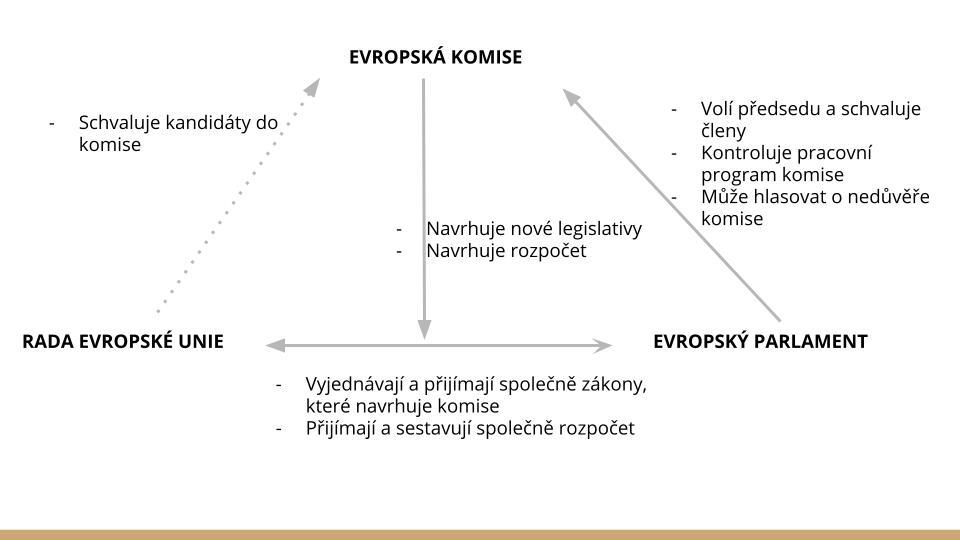 EVROPSKÁ KOMISE
- Schvaluje kandidáty do
komise
- Volí předsedu a schvaluje
členy
- Kontroluje pracovní
program komise
- Může hlasovat o nedůvěře
komise
- Navrhuje nové legislativy
- Navrhuje rozpočet
RADA EVROPSKÉ UNIE
EVROPSKÝ PARLAMENT
- Vyjednávají a přijímají společně zákony,
které navrhuje komise
- Přijímají a sestavují společně rozpočet